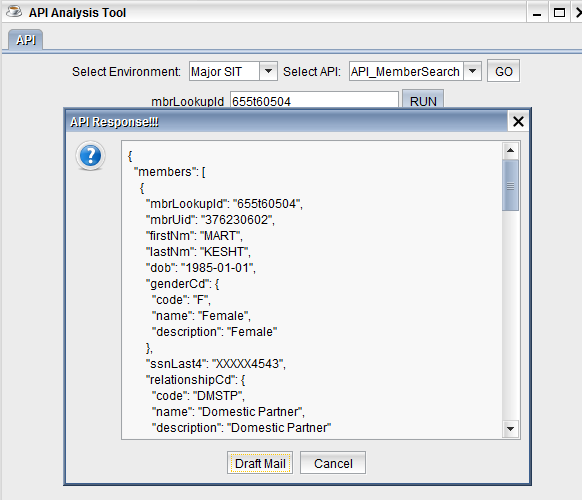 API Analysis Tool
API
Select Environment: Major SIT Select API: API_MemberSearch GO
mbrLookupId 655t60504 RUN
API Response!!!
{
"members": [
{
"mbrLookupId": "655t60504",
"mbrUid": "376230602",
"firstNm": "MART",
"lastNm": "KESHT",
"dob": "1985-01-01",
"genderCd": {
"code": "F",
"name": "Female",
"description": "Female"
},
"ssnLast4": "XXXXX4543",
"relationshipCd": {
"code": "DMSTP",
"name": "Domestic Partner",
"description": "Domestic Partner"
Draft Mail Cancel